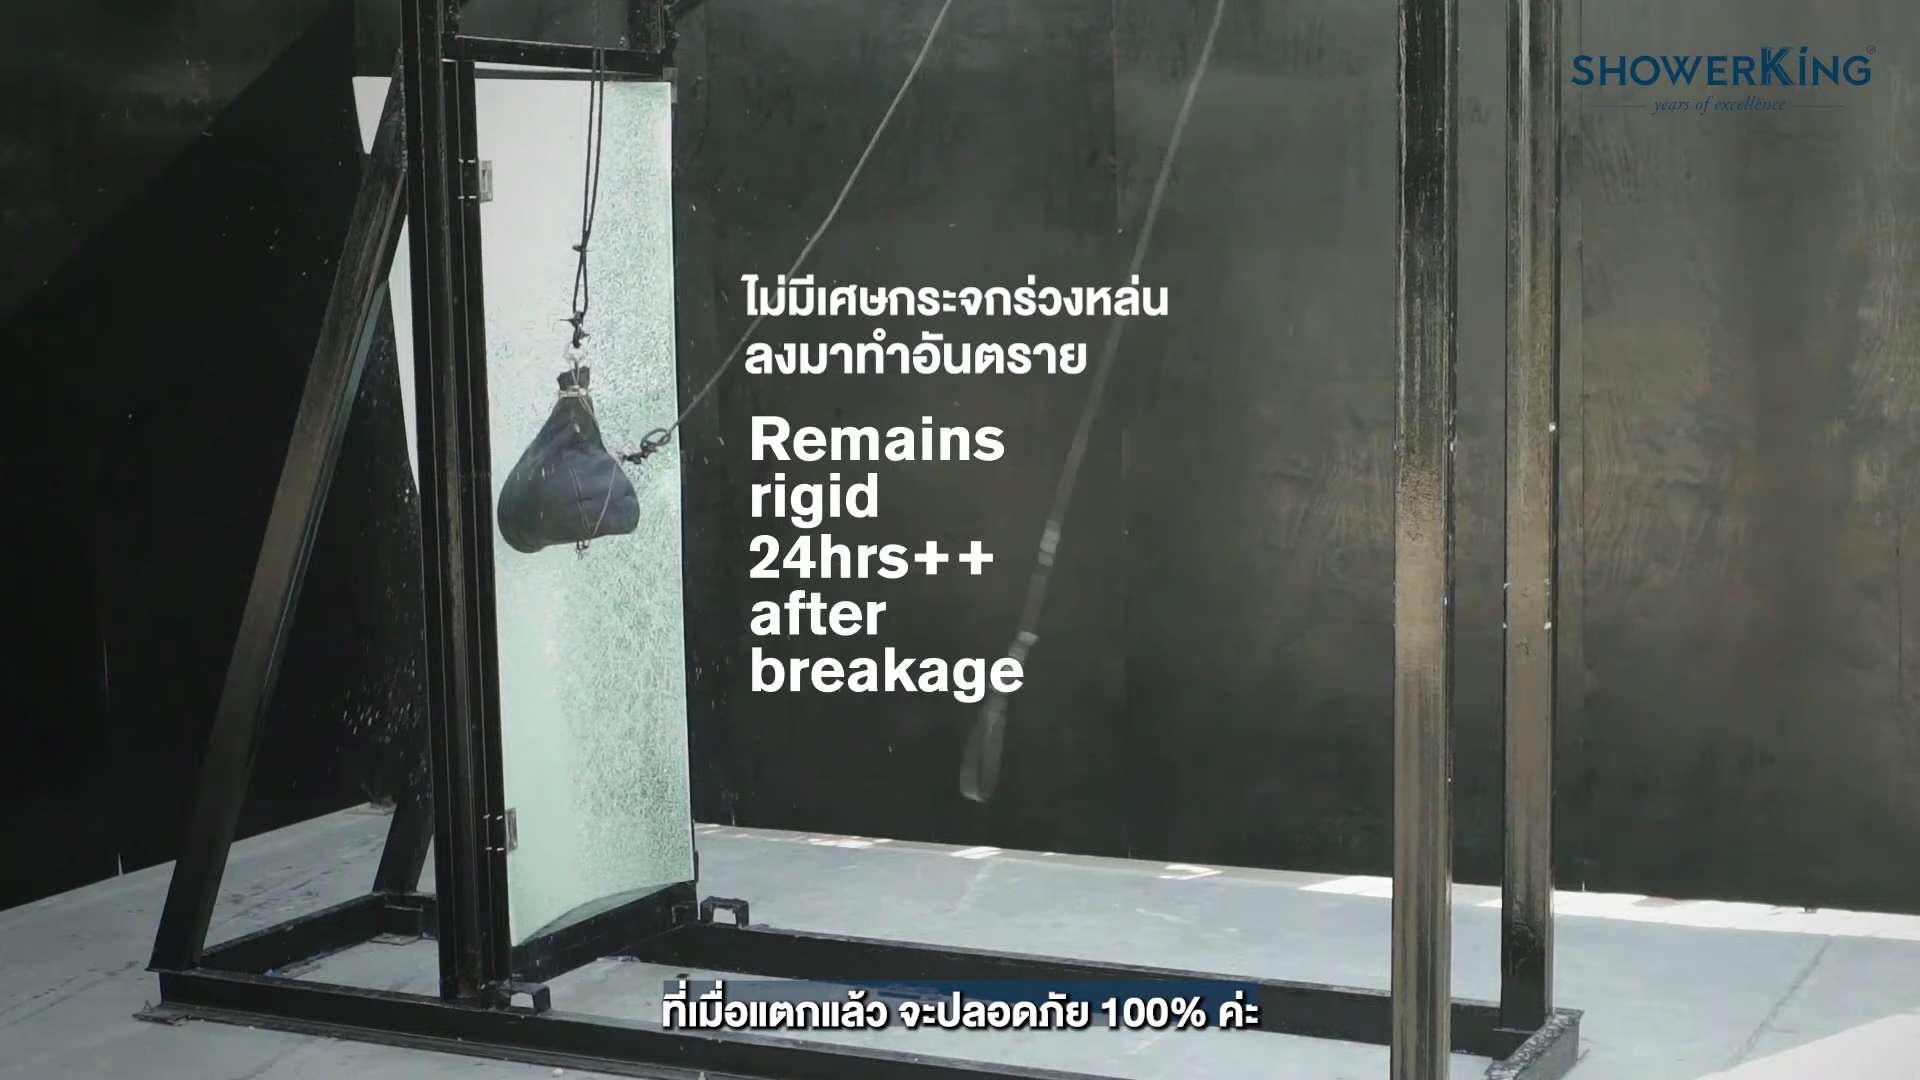 SHOWERKING®
years of excellence
ไม่มีเศษกระจกร่วงหล่น
ลงมาทำอันตราย
Remains
rigid
24hrs++
after
breakage
ที่เมื่อแตกแล้ว จะปลอดภัย 100% ค่ะ